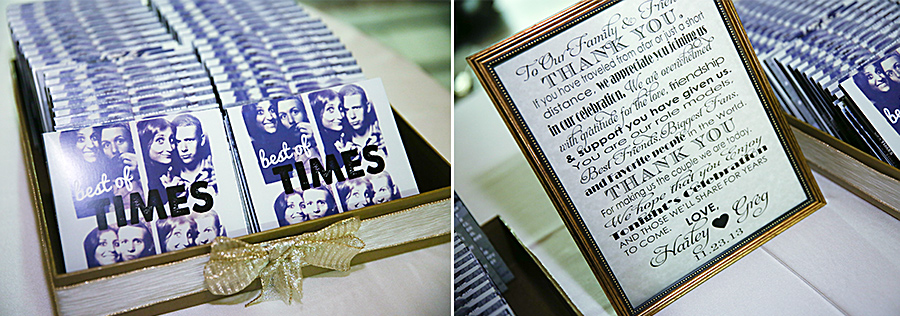 best of
TIMES
best of
TIMES
To Our Family & Friends
THANK YOU.
If you have traveled from afar or just a short
distance, we appreciate you joining us
in our celebration. We are overwhelmed
with gratitude for the love, friendship
& support you have given us.
You are our role models,
Best Friends, Biggest Fans,
and favorite people in the World.
THANK YOU
For making us the couple we are today.
We hope that you Enjoy
Tonight's Celebration
AND THOSE WE'LL SHARE FOR YEARS
TO COME. LOVE,
Hailey Greg
11.23.13
best of
TIMES